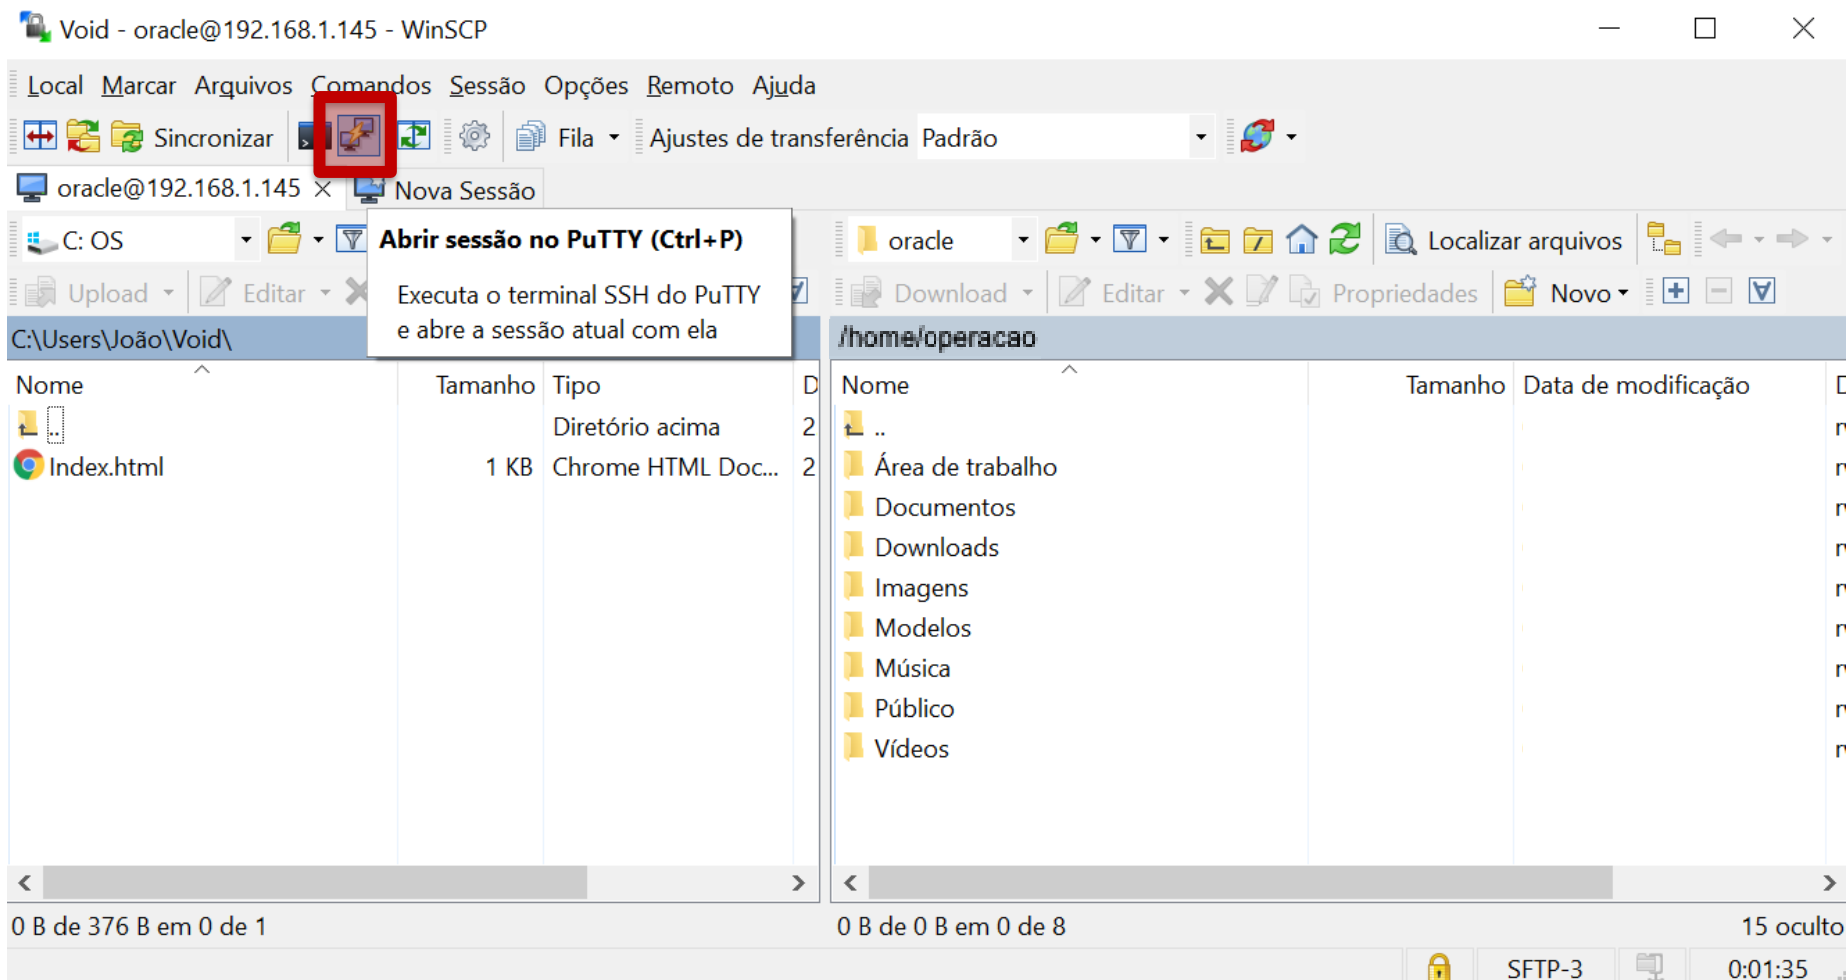 Void - oracle@192.168.1.145 - WinSCP
Local Marcar Arquivos Comandos Sessão Opções Remoto Ajuda
Sincronizar Fila Ajustes de transferência Padrão
oracle@192.168.1.145 Nova Sessão
C: OS
Abrir sessão no PuTTY (Ctrl+P)
Executa o terminal SSH do PuTTY
e abre a sessão atual com ela
oracle Localizar arquivos
Upload Editar
Download Editar Propriedades Novo
C:\Users\João\Void\
/home/operacao
Nome Tamanho Tipo D
.. Diretório acima 2
Index.html 1 KB Chrome HTML Doc... 2
Nome Tamanho Data de modificação
..
Área de trabalho
Documentos
Downloads
Imagens
Modelos
Música
Público
Vídeos
0 B de 376 B em 0 de 1
0 B de 0 B em 0 de 8
15 oculto
SFTP-3 0:01:35